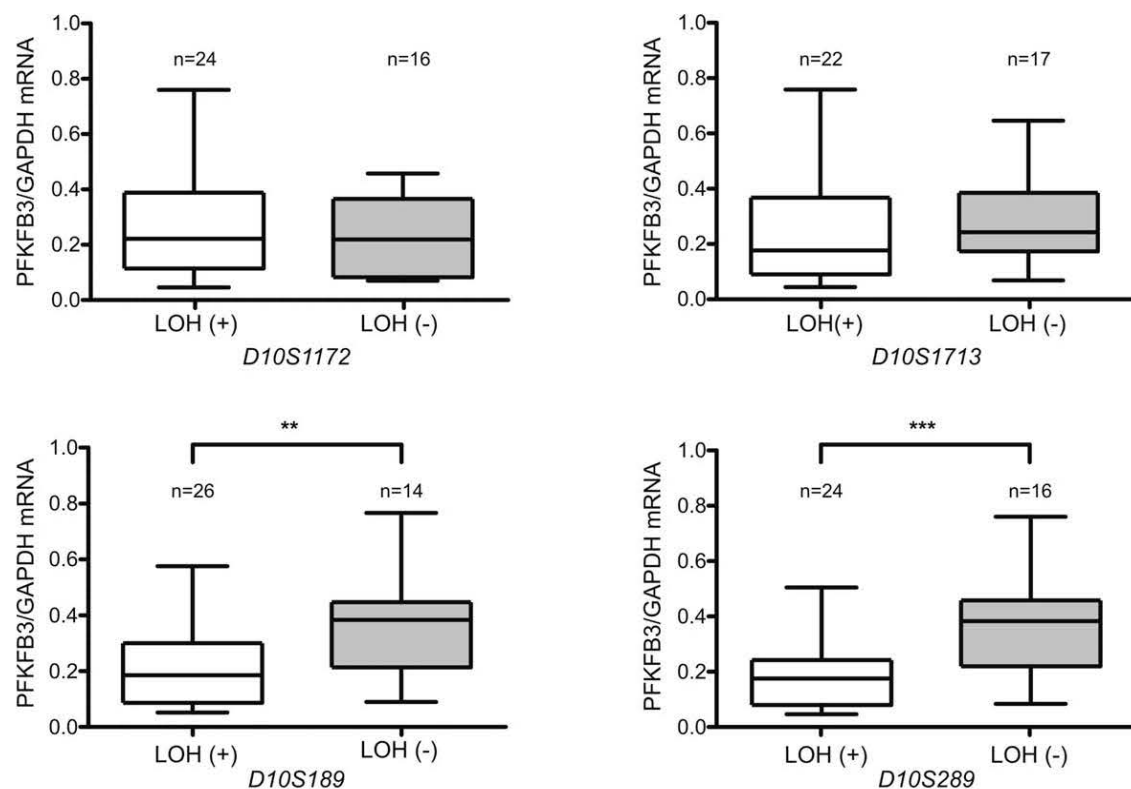 PFKFB3/GAPDH mRNA
1.0
0.8
0.6
0.4
0.2
0.0
n=24
n=16
LOH (+)
LOH (-)
D10S1172
PFKFB3/GAPDH mRNA
1.0
0.8
0.6
0.4
0.2
0.0
n=22
n=17
LOH(+)
LOH (-)
D10S1713
PFKFB3/GAPDH mRNA
1.0
0.8
0.6
0.4
0.2
0.0
**
n=26
n=14
LOH (+)
LOH (-)
D10S189
PFKFB3/GAPDH mRNA
1.0
0.8
0.6
0.4
0.2
0.0
***
n=24
n=16
LOH (+)
LOH (-)
D10S289